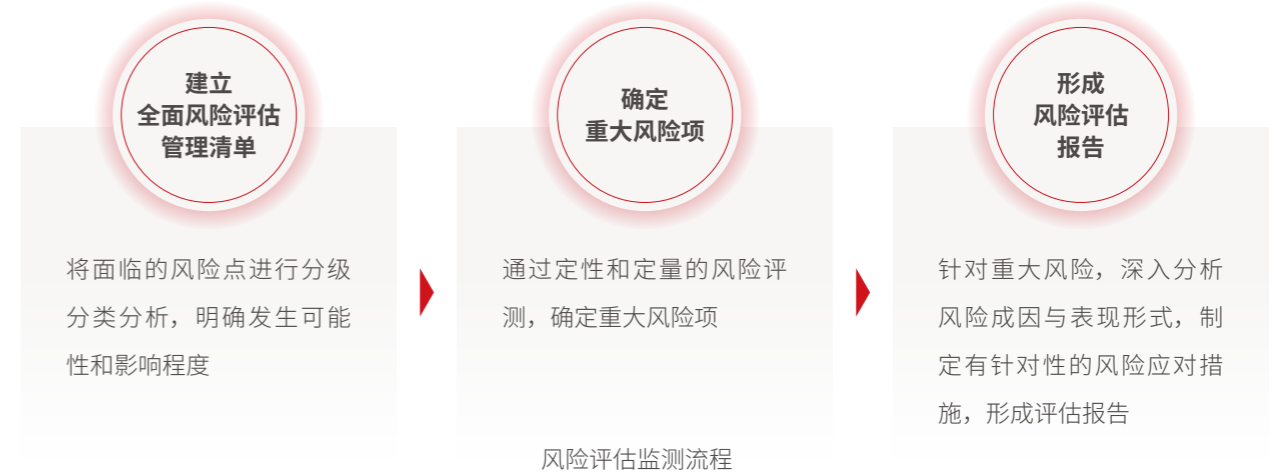 建立
全面风险评估
管理清单
将面临的风险点进行分级
分类分析，明确发生可能
性和影响程度
确定
重大风险项
通过定性和定量的风险评
测，确定重大风险项
形成
风险评估
报告
针对重大风险，深入分析
风险成因与表现形式，制
定有针对性的风险应对措
施，形成评估报告
风险评估监测流程